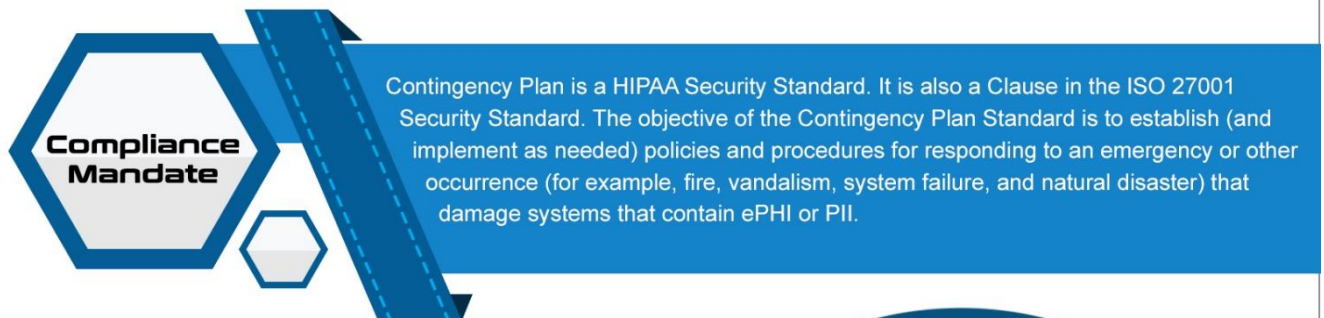 Compliance
Mandate
Contingency Plan is a HIPAA Security Standard. It is also a Clause in the ISO 27001
Security Standard. The objective of the Contingency Plan Standard is to establish (and
implement as needed) policies and procedures for responding to an emergency or other
occurrence (for example, fire, vandalism, system failure, and natural disaster) that
damage systems that contain ePHI or PII.